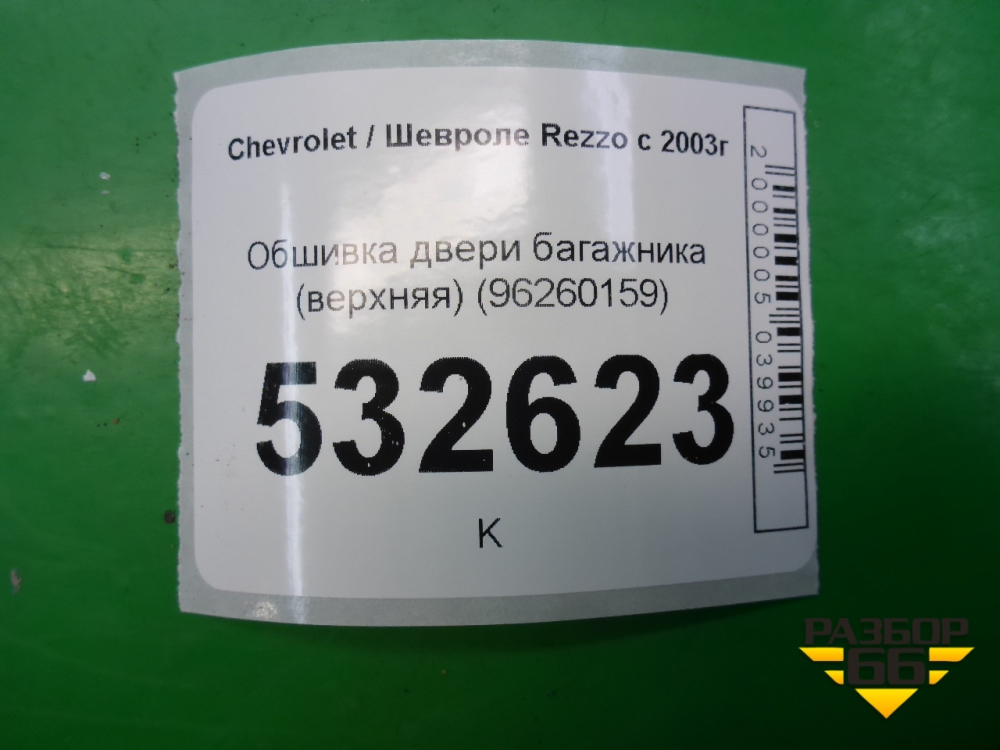 Chevrolet / Шевроле Rezzo с 2003г
Обшивка двери багажника
(верхняя) (96260159)
532623
К
2000005039935
РАЗБОР
66